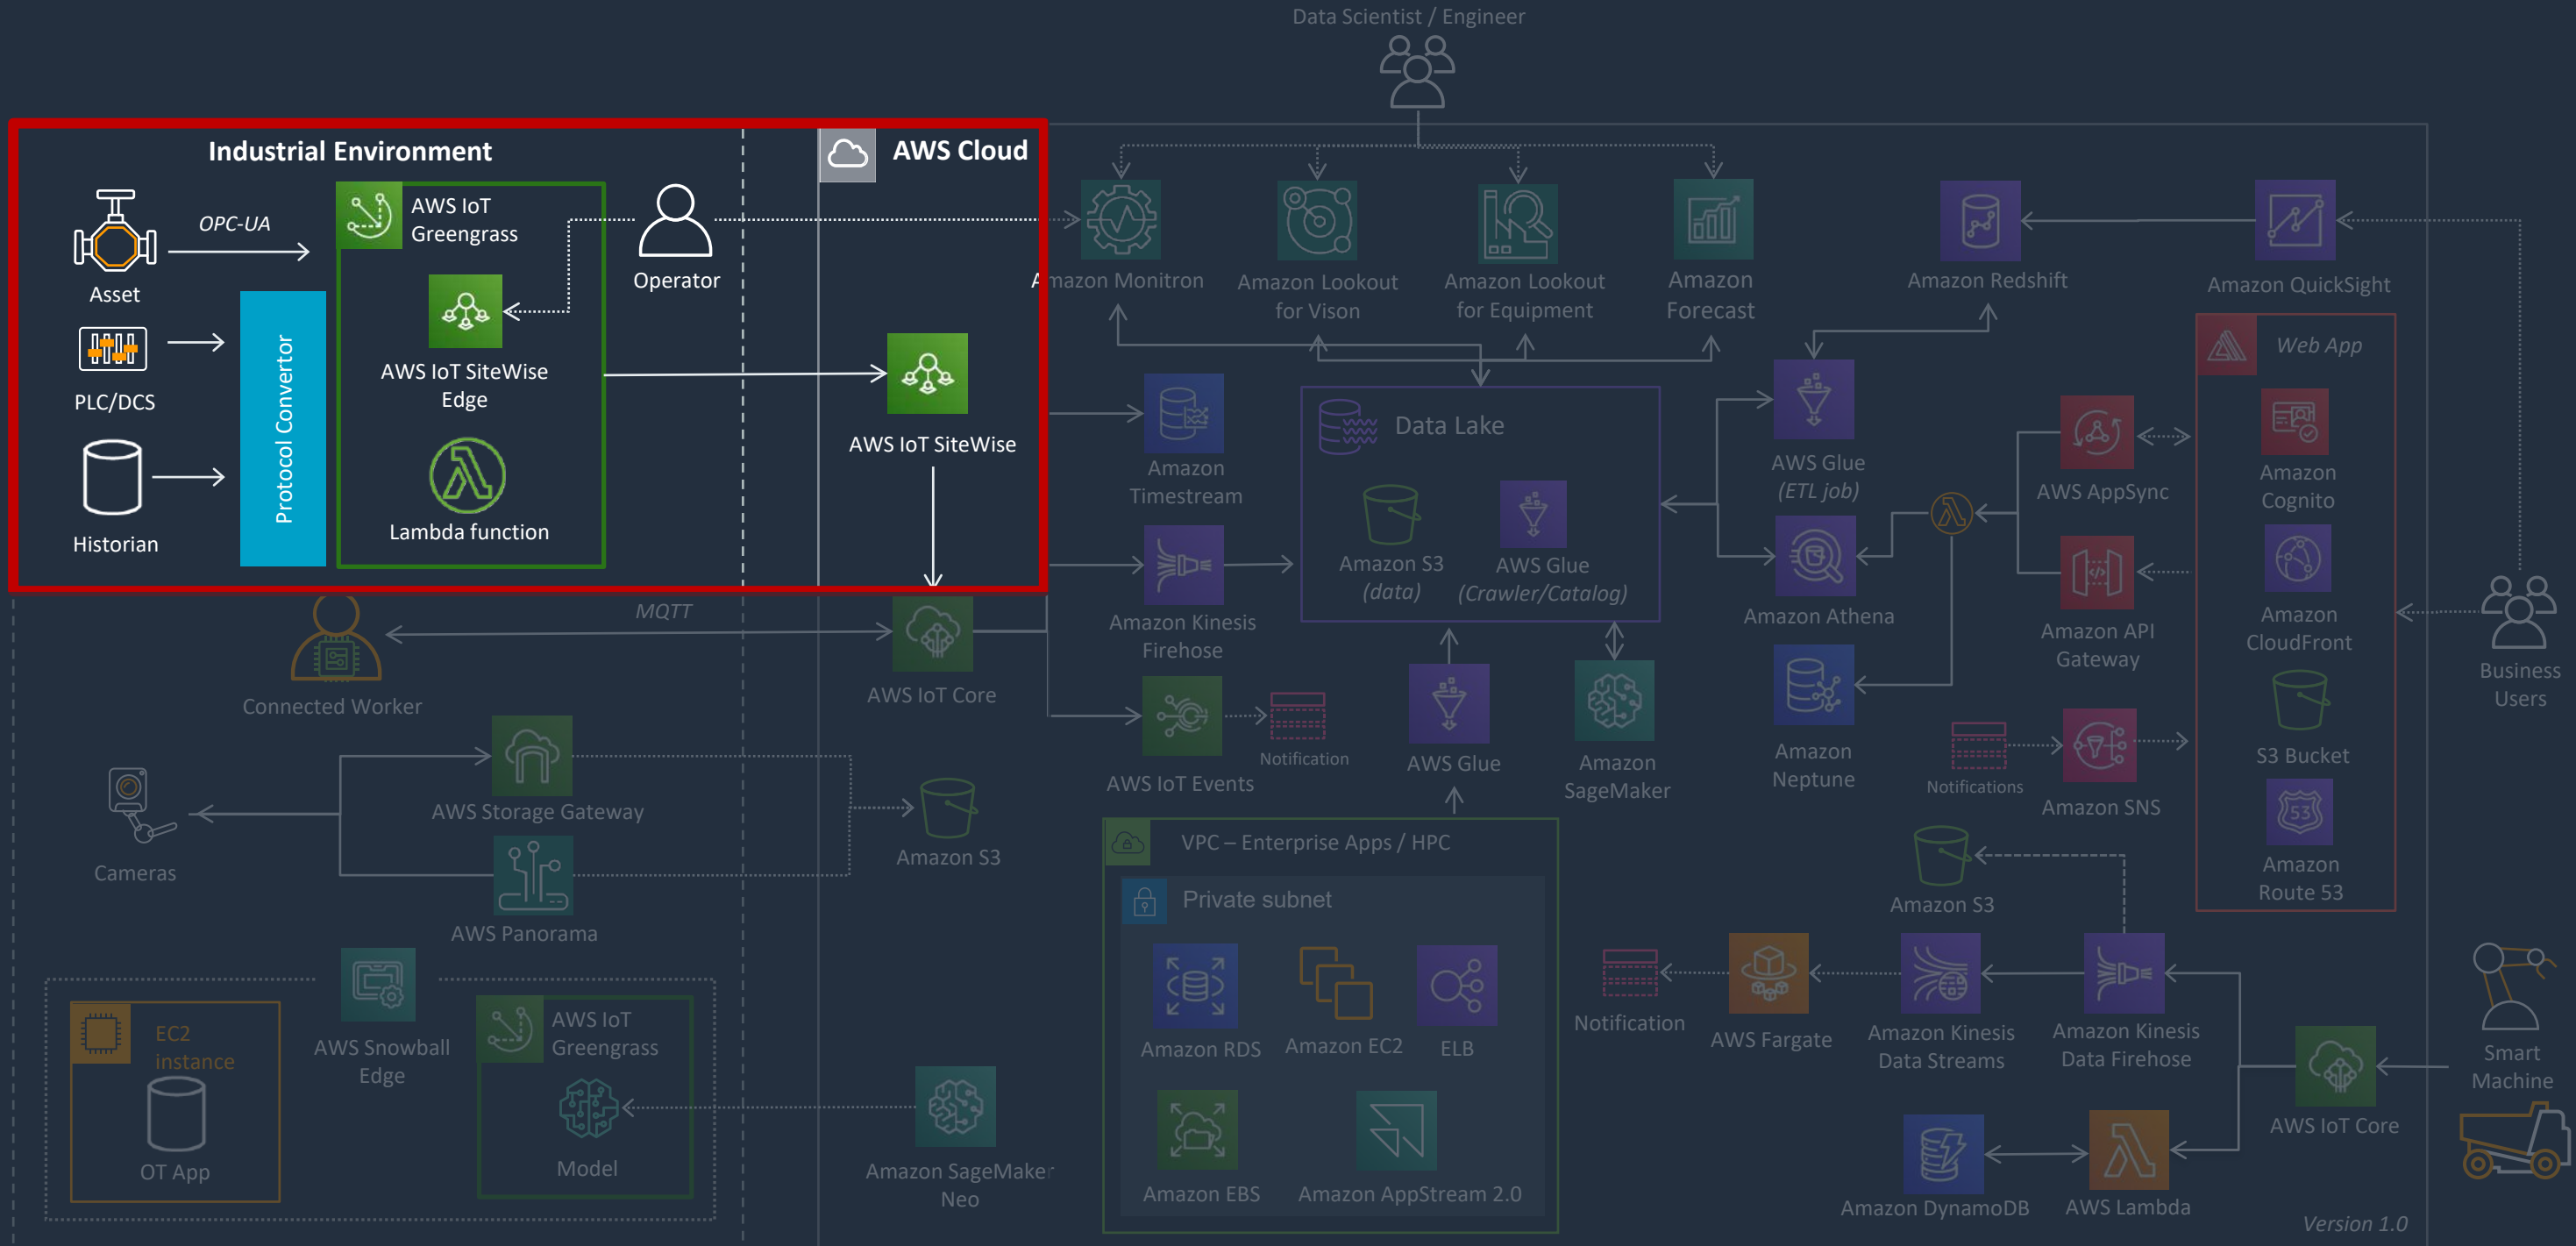 Data Scientist / Engineer
Industrial Environment
AWS Cloud
OPC-UA
AWS IoT
Greengrass
Asset
Operator
AWS IoT SiteWise
Edge
PLC/DCS
Protocol Convertor
AWS IoT SiteWise
Lambda function
Historian
Amazon Monitron
Amazon Lookout
for Vison
Amazon Lookout
for Equipment
Amazon
Forecast
Amazon Redshift
Amazon QuickSight
Web App
Data Lake
Amazon
Timestream
AWS Glue
(ETL job)
AWS AppSync
Amazon
Cognito
Amazon S3
(data)
AWS Glue
(Crawler/Catalog)
Amazon Kinesis
Firehose
Amazon Athena
Amazon API
Gateway
Amazon
CloudFront
Business
Users
MQTT
Connected Worker
AWS IoT Core
AWS IoT Events
Notification
AWS Glue
Amazon
SageMaker
Amazon
Neptune
Notifications
Amazon SNS
S3 Bucket
53
Amazon
Route 53
AWS Storage Gateway
Cameras
Amazon S3
AWS Panorama
VPC – Enterprise Apps / HPC
Private subnet
Amazon RDS
Amazon EC2
ELB
Amazon EBS
Amazon AppStream 2.0
Amazon S3
Notification
AWS Fargate
Amazon Kinesis
Data Streams
Amazon Kinesis
Data Firehose
Smart
Machine
AWS IoT Core
EC2
instance
OT App
AWS Snowball
Edge
AWS IoT
Greengrass
Model
Amazon SageMaker
Neo
Amazon DynamoDB
AWS Lambda
Version 1.0